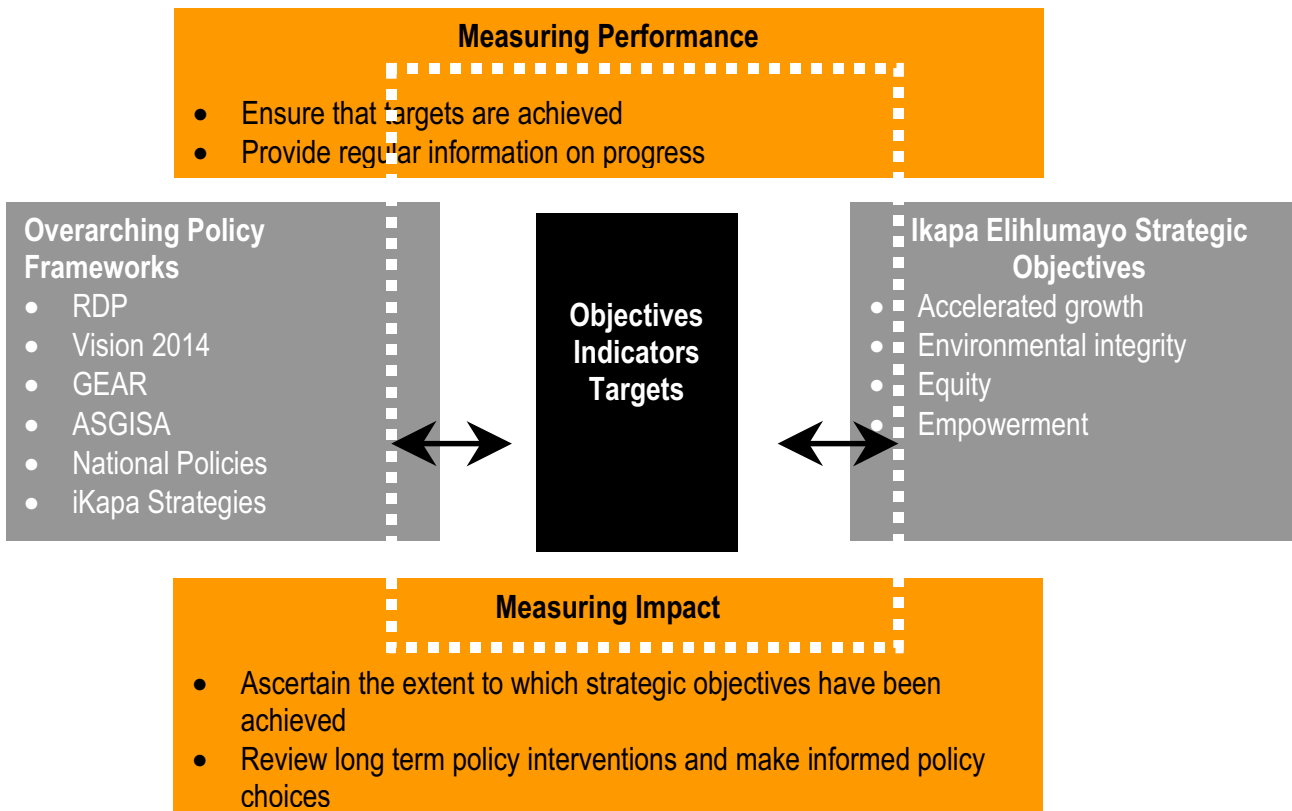 Measuring Performance
• Ensure that targets are achieved
• Provide regular information on progress
Overarching Policy
Frameworks
• RDP
• Vision 2014
• GEAR
• ASGISA
• National Policies
• iKapa Strategies
Objectives
Indicators
Targets
Ikapa Elihlumayo Strategic
Objectives
• Accelerated growth
• Environmental integrity
• Equity
• Empowerment
Measuring Impact
• Ascertain the extent to which strategic objectives have been
achieved
• Review long term policy interventions and make informed policy
choices